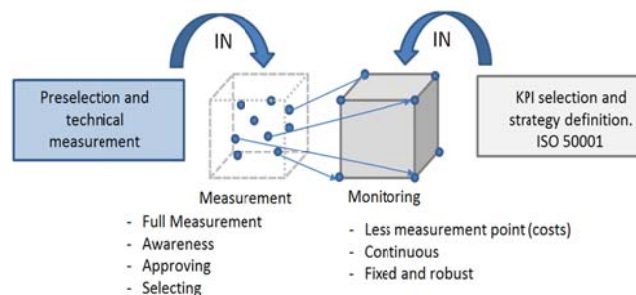 IN
IN
Preselection and
technical
measurement
KPI selection and
strategy definition.
ISO 50001
Measurement
Monitoring
- Full Measurement
- Awareness
- Approving
- Selecting
- Less measurement point (costs)
- Continuous
- Fixed and robust